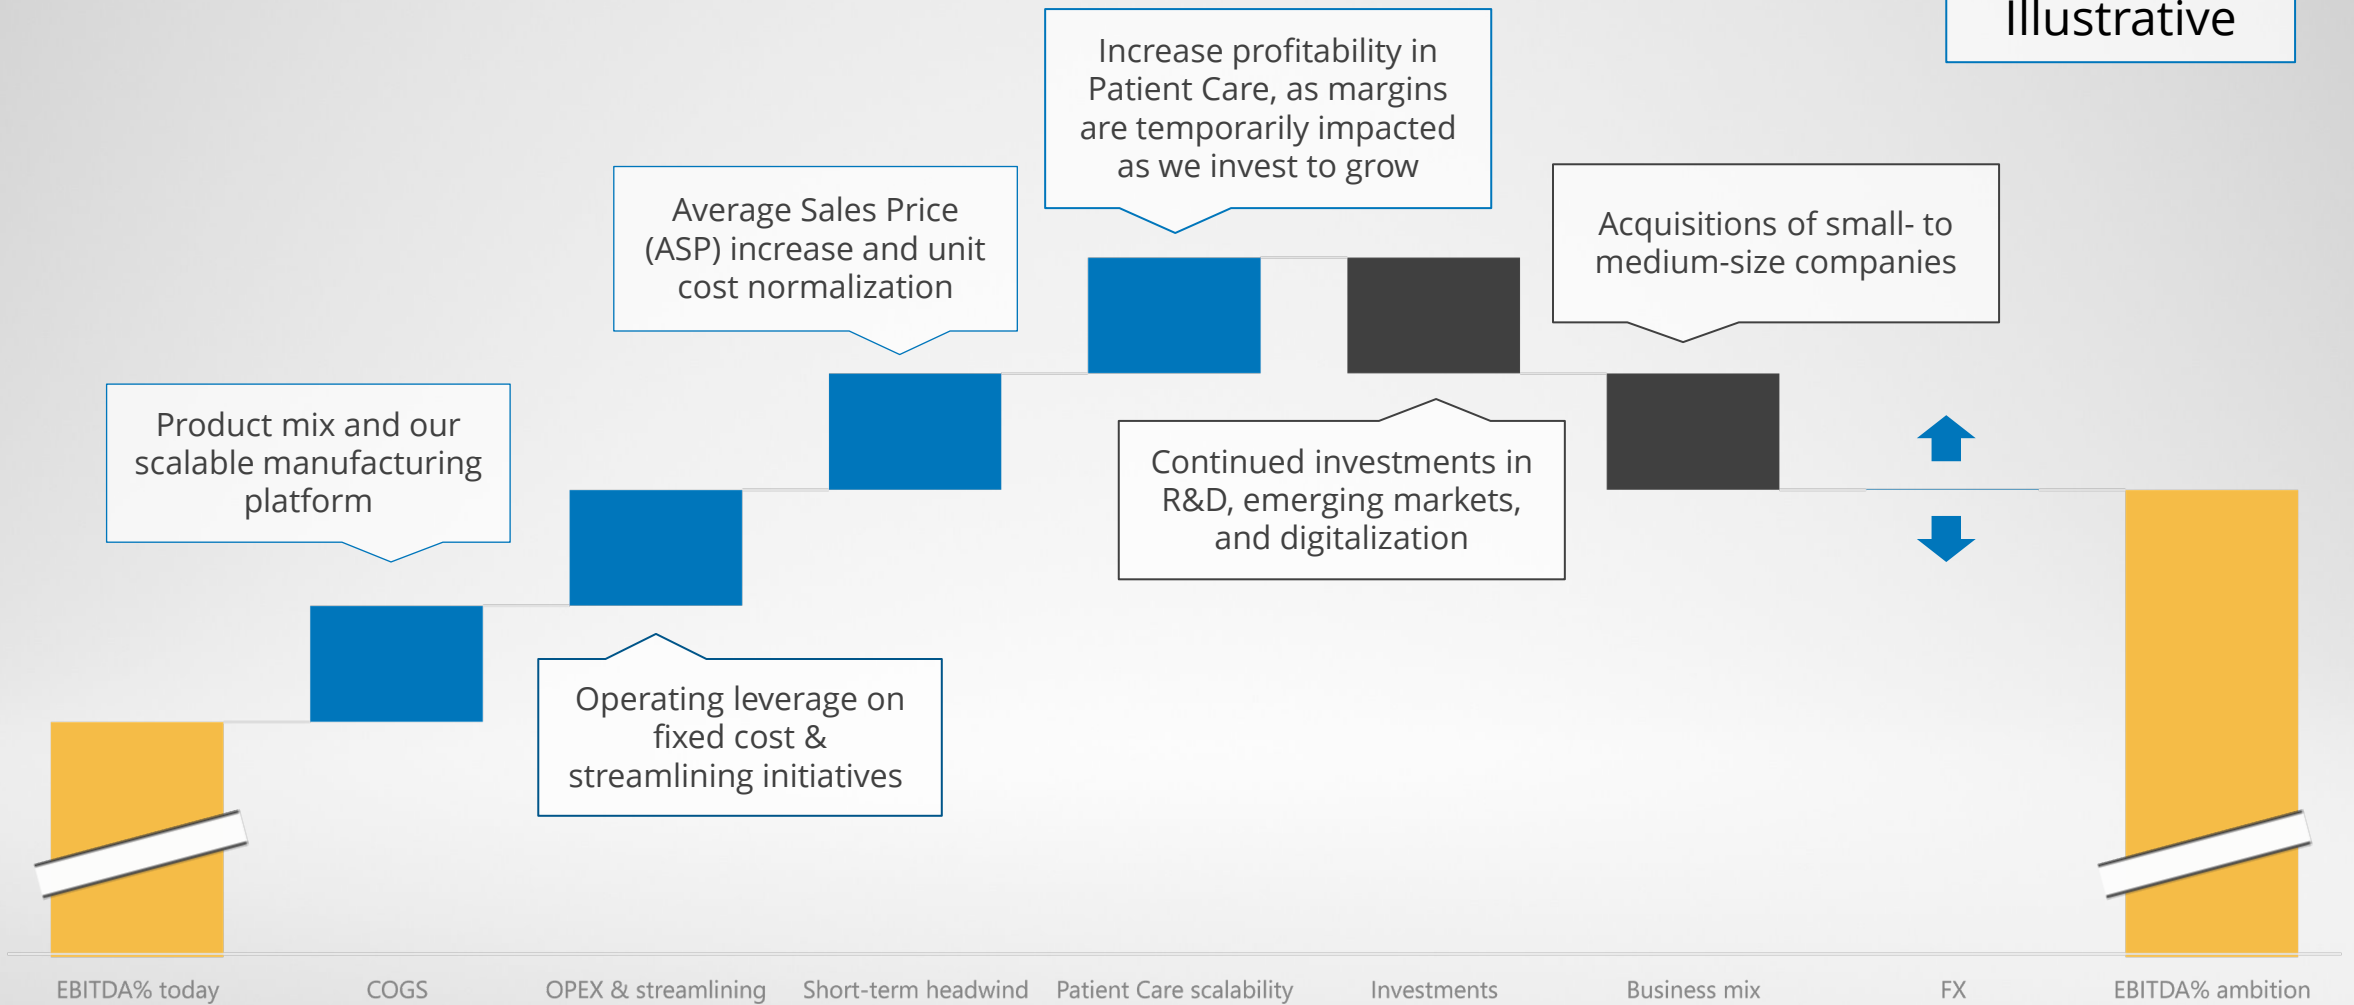 Illustrative
Increase profitability in
Patient Care, as margins
are temporarily impacted
as we invest to grow
Average Sales Price
(ASP) increase and unit
cost normalization
Acquisitions of small- to
medium-size companies
Product mix and our
scalable manufacturing
platform
Continued investments in
R&D, emerging markets,
and digitalization
Operating leverage on
fixed cost &
streamlining initiatives
EBITDA% today
COGS
OPEX & streamlining
Short-term headwind
Patient Care scalability
Investments
Business mix
FX
EBITDA% ambition